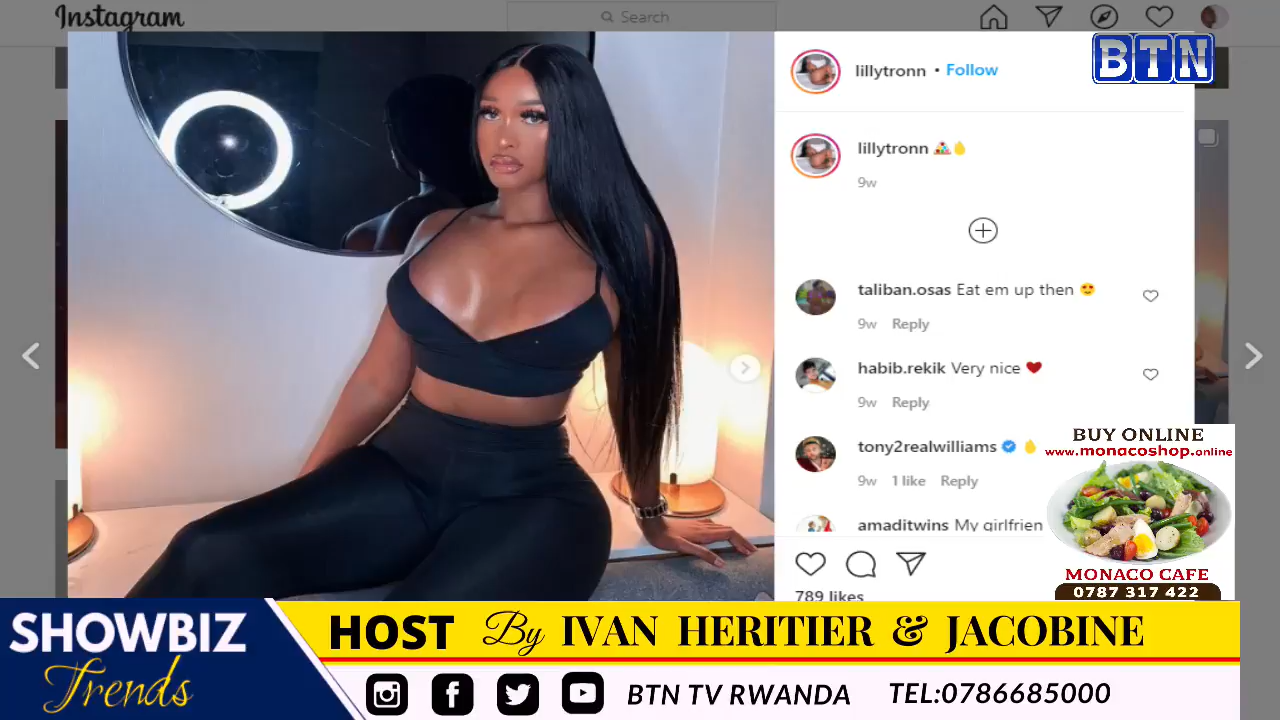 Instagram
Search
BTN
lillytronn • Follow
lillytronn
9w
taliban.osas Eat em up then
9w Reply
habib.rekik Very nice
9w Reply
tony2realwilliams
9w 1 like Reply
amaditwins My girlfrien
789 likes
BUY ONLINE
www.monacoshop.online
MONACO CAFE
0787 317 422
SHOWBIZ
Trends
HOST By IVAN HERITIER & JACOBINE
BTN TV RWANDA TEL:0786685000